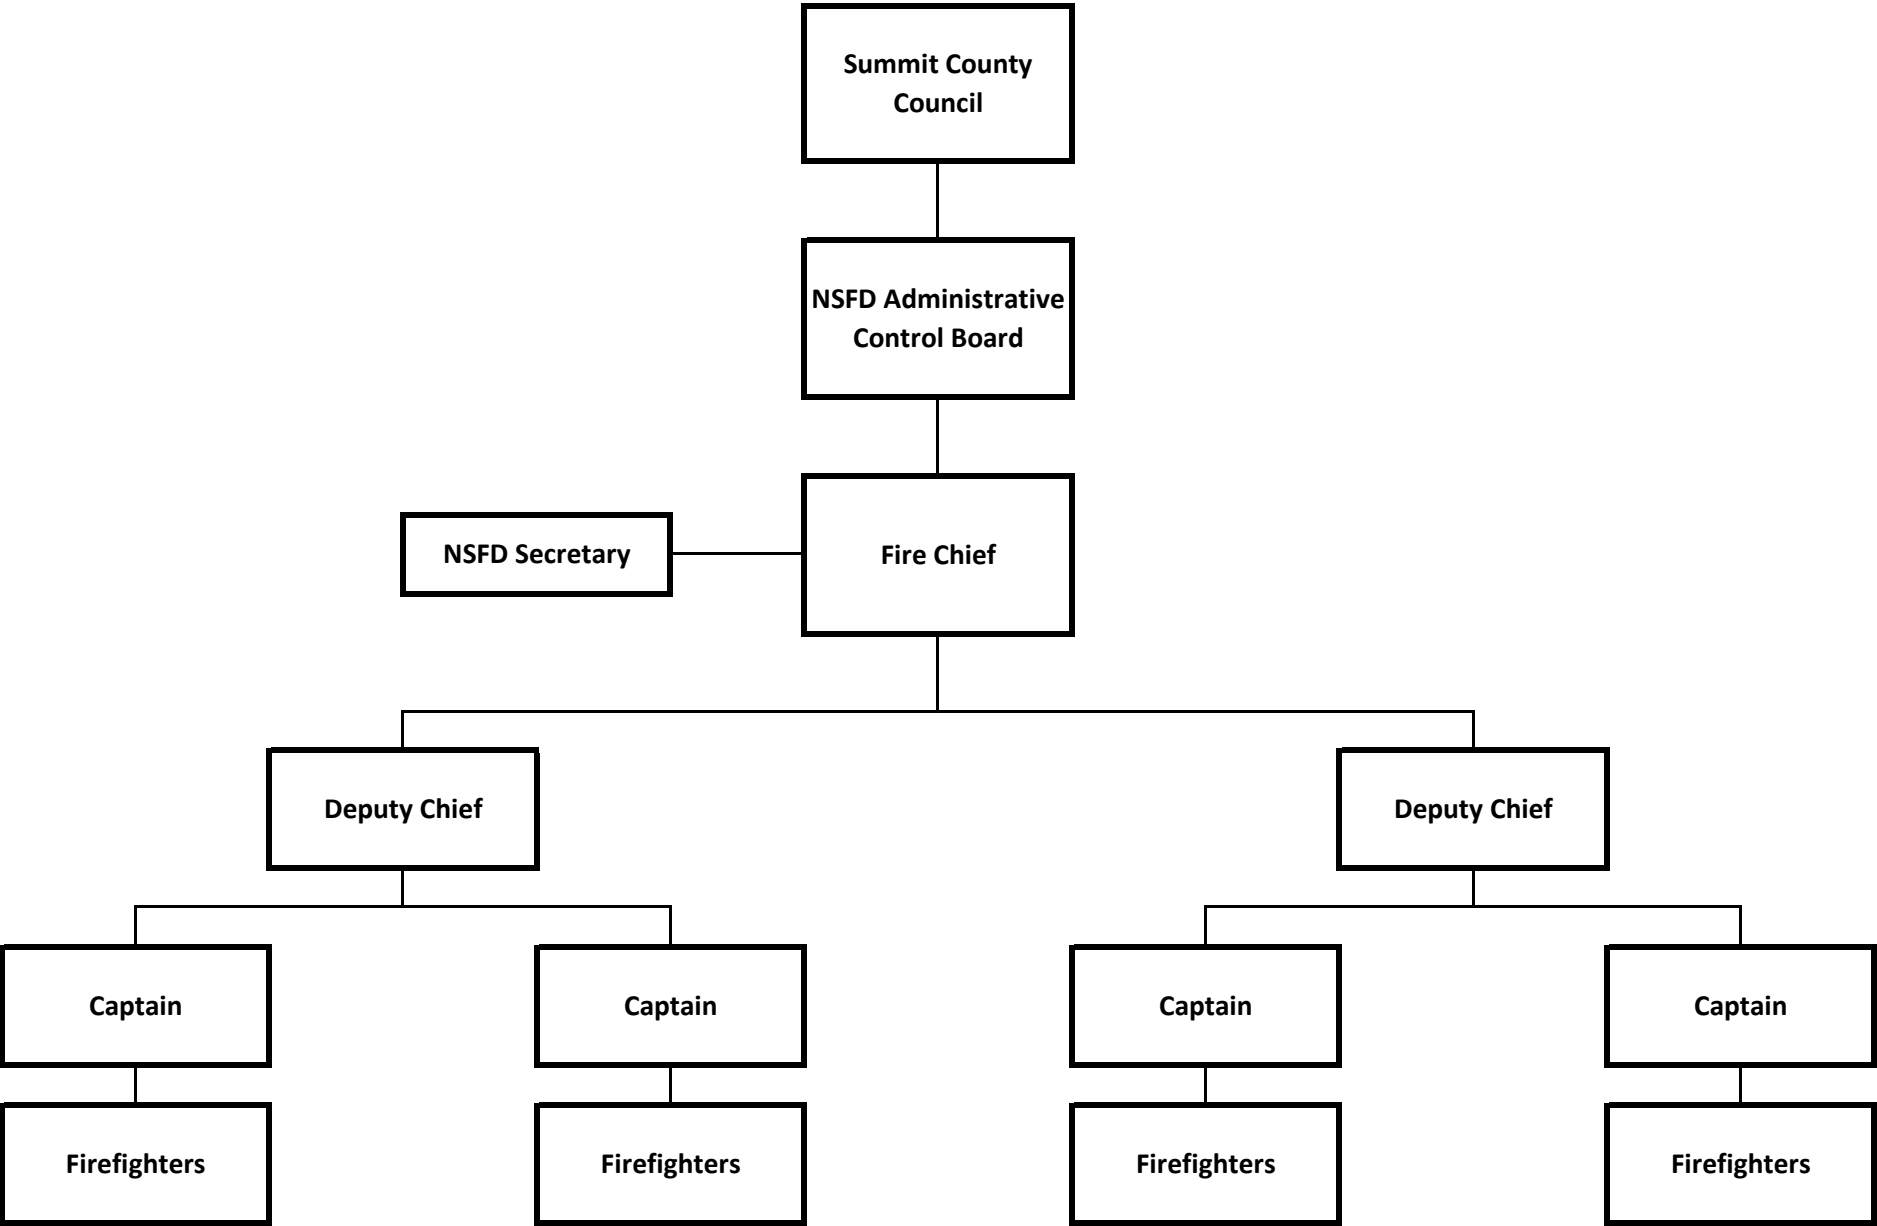 Summit County
Council
NSFD Administrative
Control Board
NSFD Secretary
Fire Chief
Deputy Chief
Deputy Chief
Captain
Captain
Captain
Captain
Firefighters
Firefighters
Firefighters
Firefighters